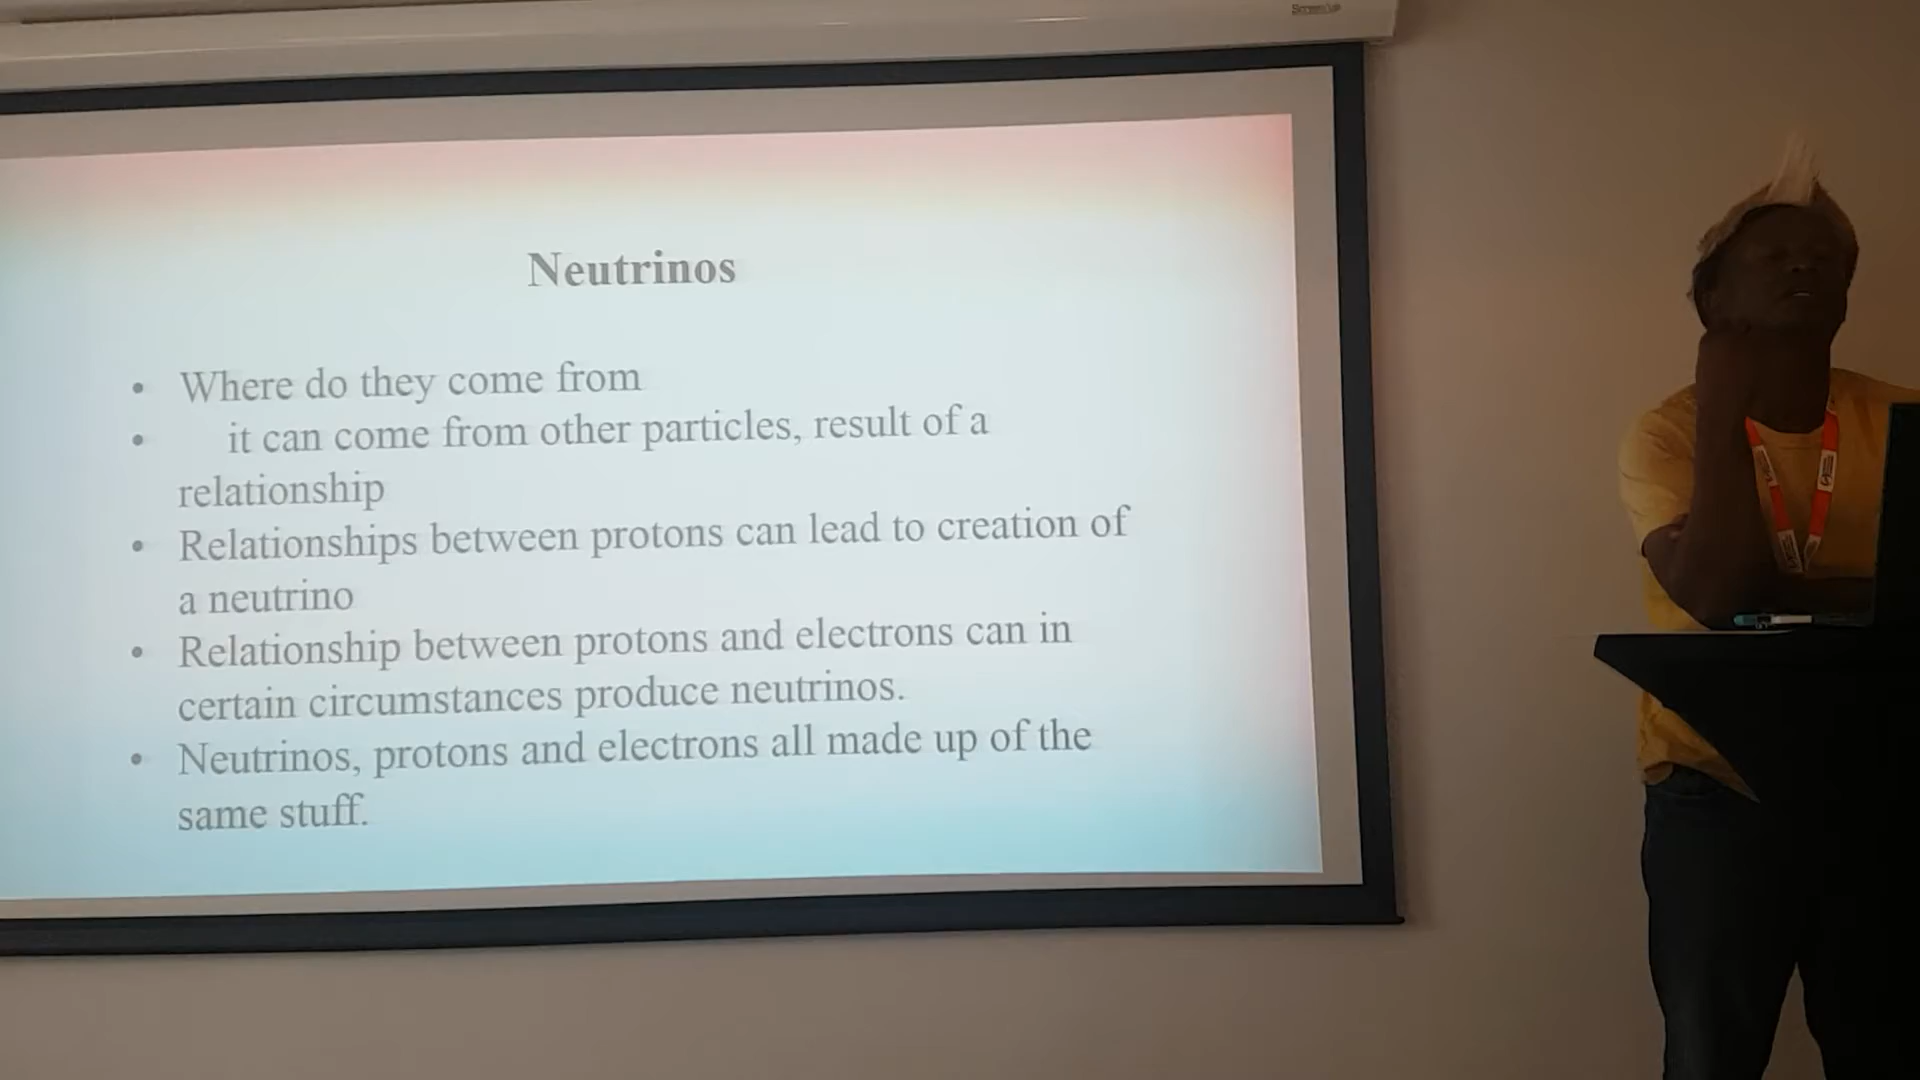 Neutrinos
• Where do they come from
• it can come from other particles, result of a
relationship
• Relationships between protons can lead to creation of
a neutrino
• Relationship between protons and electrons can in
certain circumstances produce neutrinos.
• Neutrinos, protons and electrons all made up of the
same stuff.